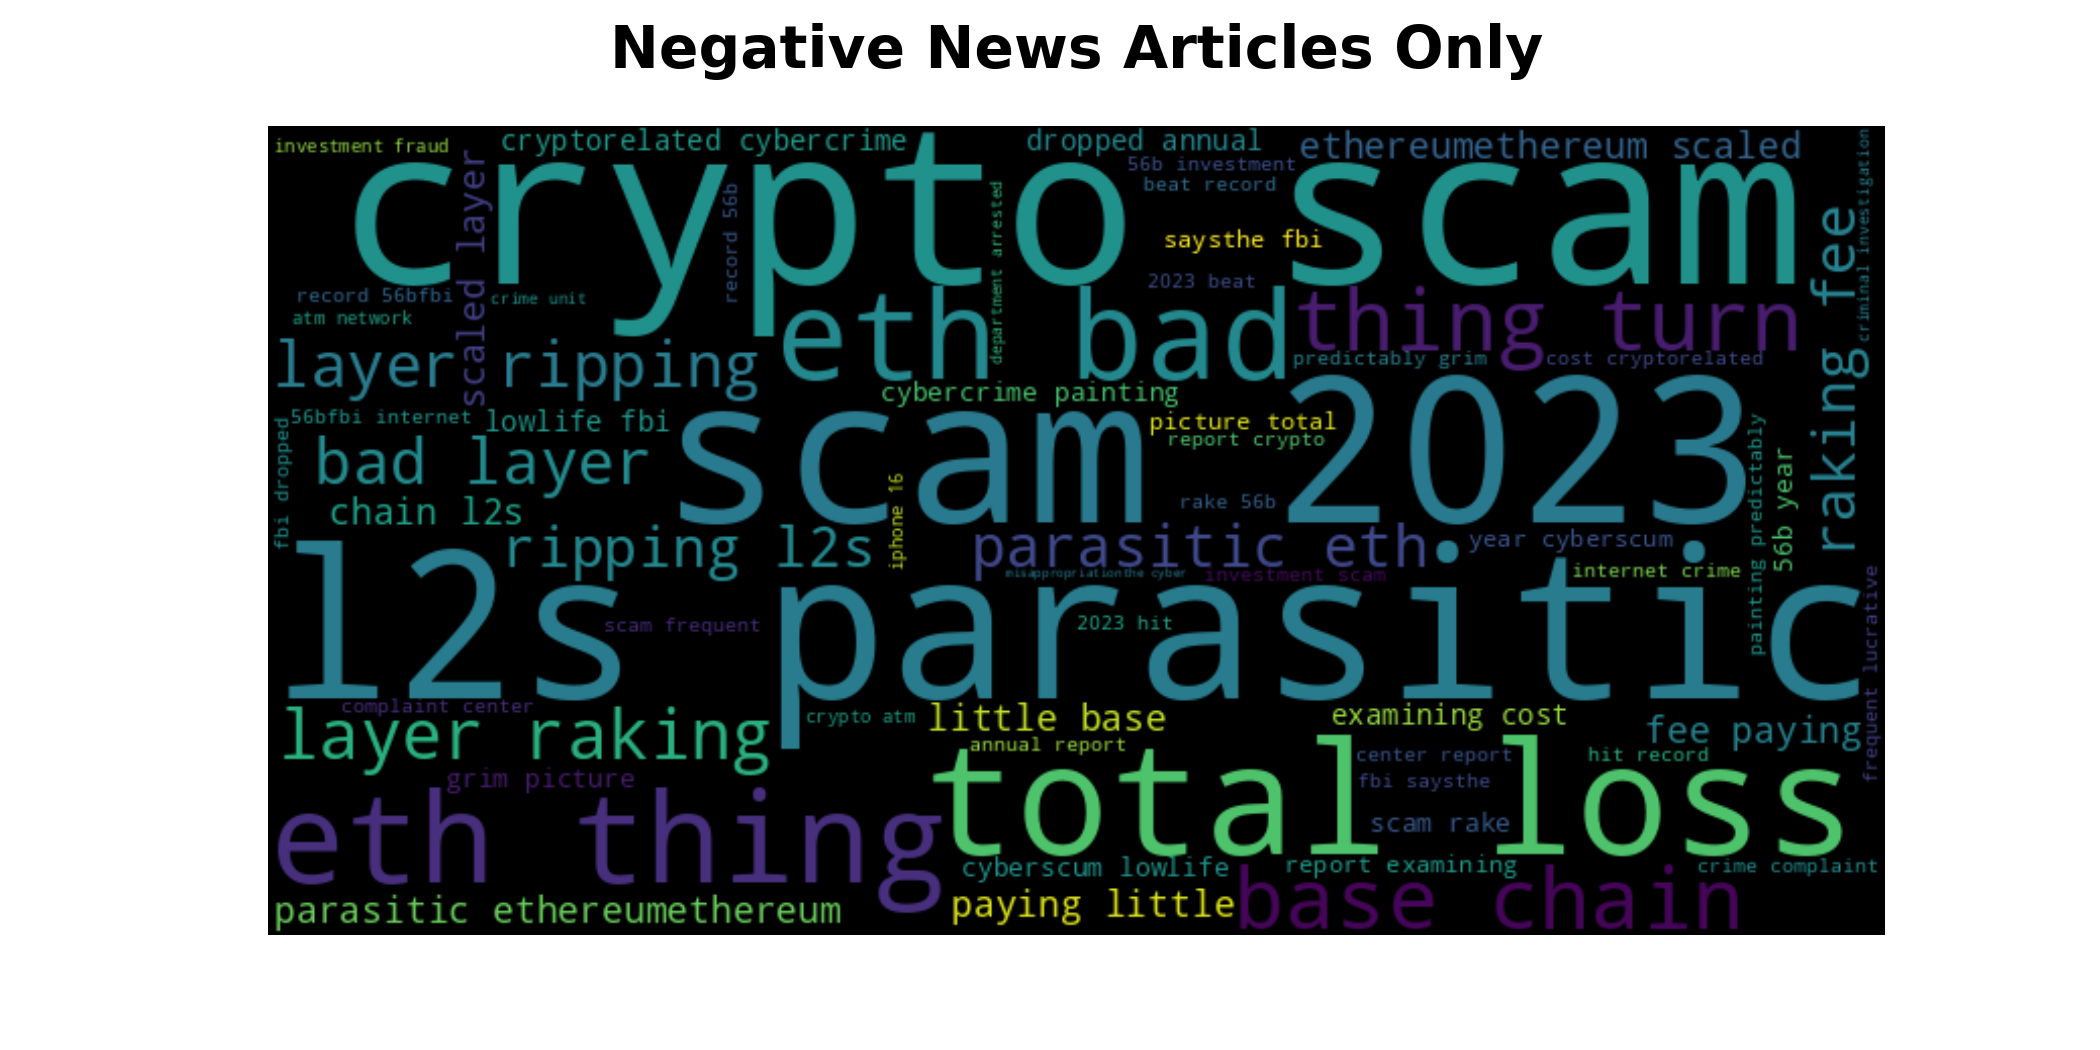 Negative News Articles Only
investment fraud
cryptorelated cybercrime
dropped annual
ethereumethereum scaled
56b investment
beat record
crypto scam
scaled layer
record 56b
department arrested
saysthe fbi
2023 beat
criminal investigation
raking fee
record 56bfbi
crime unit
atm network
eth bad
thing turn
layer ripping
predictably grim
cost cryptorelated
cybercrime painting
56bfbi internet
lowlife fbi
picture total
report crypto
scam 2023
fbi dropped
bad layer
painting predictably
56b year
chain l2s
iphone 16
rake 56b
ripping l2s
parasitic eth
year cyberscum
misappropriationthe cyber
investment scam
internet crime
l2s parasitic
scam frequent
2023 hit
frequent lucrative
complaint center
crypto atm
little base
examining cost
fee paying
layer raking
annual report
center report
hit record
grim picture
total loss
fbi saysthe
scam rake
eth thing
cyberscum lowlife
report examining
crime complaint
parasitic ethereumethereum
paying little
base chain